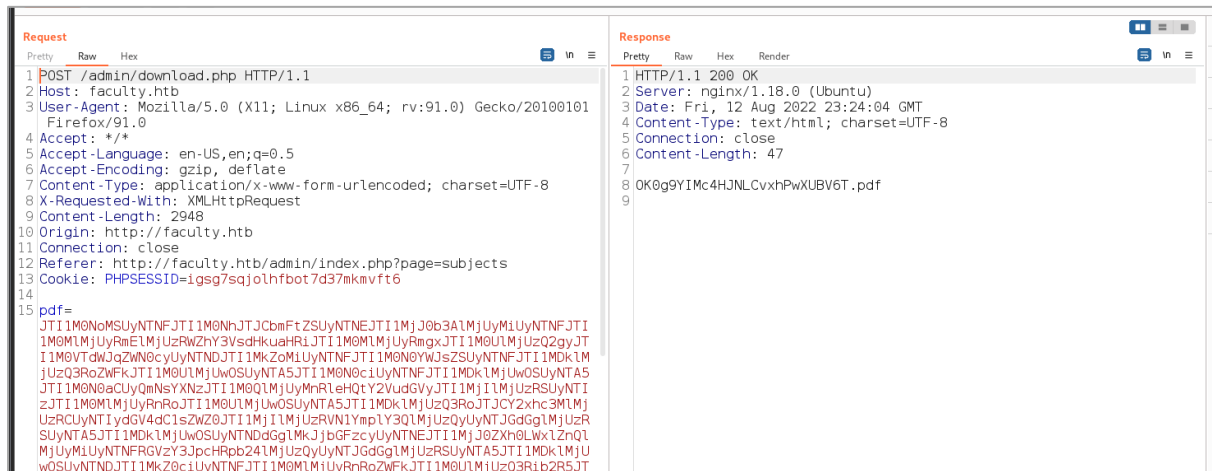 Request
Pretty Raw Hex
\n
1 POST /admin/download.php HTTP/1.1
2 Host: faculty.htb
3 User-Agent: Mozilla/5.0 (X11; Linux x86_64; rv:91.0) Gecko/20100101
Firefox/91.0
4 Accept: */*
5 Accept-Language: en-US,en;q=0.5
6 Accept-Encoding: gzip, deflate
7 Content-Type: application/x-www-form-urlencoded; charset=UTF-8
8 X-Requested-With: XMLHttpRequest
9 Content-Length: 2948
10 Origin: http://faculty.htb
11 Connection: close
12 Referer: http://faculty.htb/admin/index.php?page=subjects
13 Cookie: PHPSESSID=igsg7sqjolhfbot7d37mkmvft6
14
15 pdf=
JTI1M0NoMSUyNTNFJTI1M0NhJTJCbmFtZSUyNTNEJTI1MjJ0b3AlMjUyMiUyNTNFJTI
1M0MlMjUyRmElMjUzRWZhY3VsdHkuaHRiJTI1M0MlMjUyRmgxJTI1M0UlMjUzQ2gyJT
I1M0VTdWJqZWN0cyUyNTNDJTI1MkZoMiUyNTNFJTI1M0N0YWJsZSUyNTNFJTI1MDklM
jUzQ3RoZWFkJTI1M0UlMjUwOSUyNTA5JTI1M0N0ciUyNTNFJTI1MDklMjUwOSUyNTA5
JTI1M0N0aCUyQmNsYXNzJTI1M0QlMjUyMnRleHQtY2VudGVyJTI1MjIlMjUzRSUyNTI
zJTI1M0MlMjUyRnRoJTI1M0UlMjUwOSUyNTA5JTI1MDklMjUzQ3RoJTJCY2xhc3MlMj
UzRCUyNTIydGV4dC1sZWZ0JTI1MjIlMjUzRVN1YmplY3QlMjUzQyUyNTJGdGglMjUzR
SUyNTA5JTI1MDklMjUwOSUyNTNDdGglMkJjbGFzcyUyNTNEJTI1MjJ0ZXh0LWxlZnQl
MjUyMiUyNTNFRGVzY3JpcHRpb24lMjUzQyUyNTJGdGglMjUzRSUyNTA5JTI1MDklMjU
wOSUyNTNDJTI1MkZ0ciUyNTNFJTI1M0MlMjUyRnRoZWFkJTI1M0UlMjUzQ3Rib2R5JT
Response
Pretty Raw Hex Render
\n
1 HTTP/1.1 200 OK
2 Server: nginx/1.18.0 (Ubuntu)
3 Date: Fri, 12 Aug 2022 23:24:04 GMT
4 Content-Type: text/html; charset=UTF-8
5 Connection: close
6 Content-Length: 47
7
8 OK0g9YIMc4HJNLCvxhPwXUBV6T.pdf
9